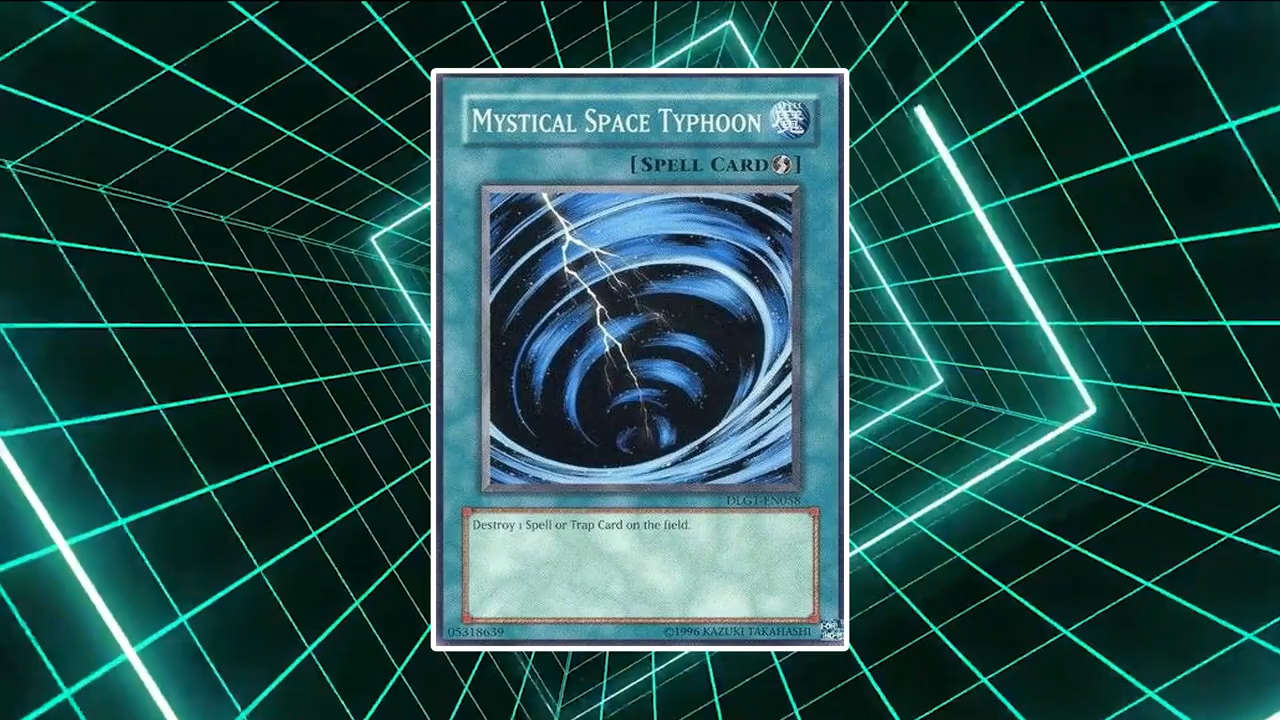 MYSTICAL SPACE TYPHOON 魔
[SPELL CARD]
DLG1-EN058
Destroy 1 Spell or Trap Card on the field.
05318639 ©1996 KAZUKI TAKAHASHI